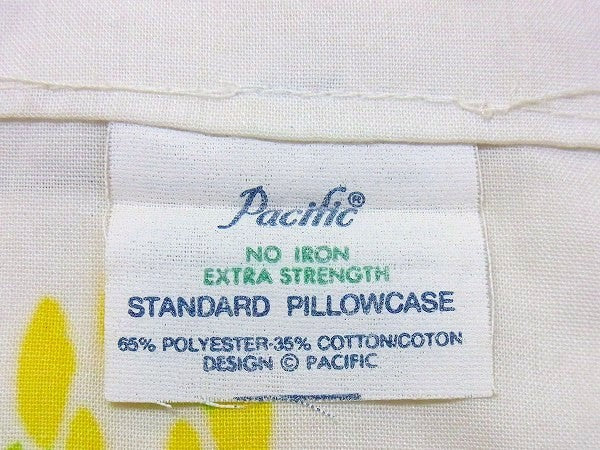 Pacific®
NO IRON
EXTRA STRENGTH
STANDARD PILLOWCASE
65% POLYESTER-35% COTTON/COTON
DESIGN © PACIFIC